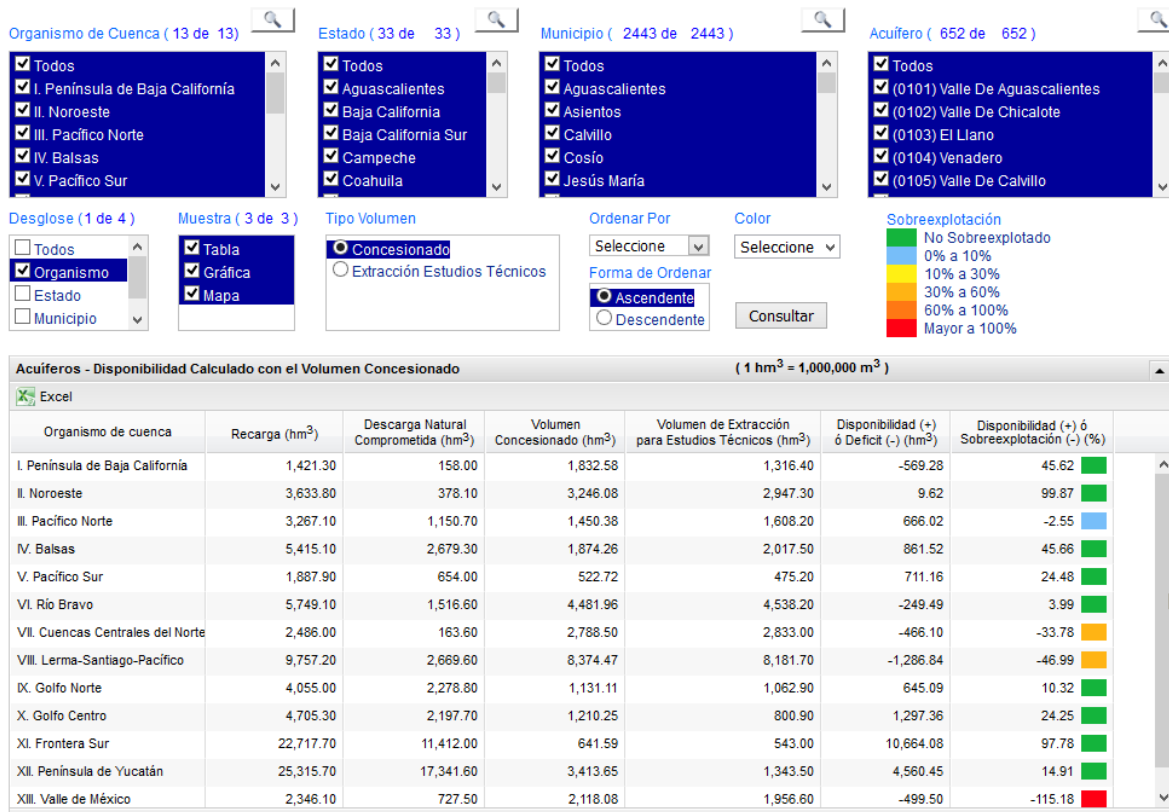 Organismo de Cuenca ( 13 de 13)
Todos
I. Península de Baja Californía
II. Noroeste
III. Pacífico Norte
IV. Balsas
V. Pacífico Sur
Estado ( 33 de 33 )
Todos
Aguascalientes
Baja California
Baja California Sur
Campeche
Coahuila
Municipio ( 2443 de 2443 )
Todos
Aguascalientes
Asientos
Calvillo
Cosío
Jesús María
Acuífero ( 652 de 652 )
Todos
(0101) Valle De Aguascalientes
(0102) Valle De Chicalote
(0103) El Llano
(0104) Venadero
(0105) Valle De Calvillo
Desglose (1 de 4 )
Todos
Organismo
Estado
Municipio
Muestra ( 3 de 3 )
Tabla
Gráfica
Mapa
Tipo Volumen
Concesionado
Extracción Estudios Técnicos
Ordenar Por
Seleccione
Forma de Ordenar
Ascendente
Descendente
Color
Seleccione
Consultar
Sobreexplotación
No Sobreexplotado
0% a 10%
10% a 30%
30% a 60%
60% a 100%
Mayor a 100%
Acuíferos - Disponibilidad Calculado con el Volumen Concesionado ( 1 hm3 = 1,000,000 m3 )
Excel
Organismo de cuenca
Recarga (hm3)
Descarga Natural
Comprometida (hm3)
Volumen
Concesionado (hm3)
Volumen de Extracción
para Estudios Técnicos (hm3)
Disponibilidad (+)
ó Deficit (-) (hm3)
Disponibilidad (+) ó
Sobreexplotación (-) (%)
I. Península de Baja Californía 1,421.30 158.00 1,832.58 1,316.40 -569.28 45.62
II. Noroeste 3,633.80 378.10 3,246.08 2,947.30 9.62 99.87
III. Pacífico Norte 3,267.10 1,150.70 1,450.38 1,608.20 666.02 -2.55
IV. Balsas 5,415.10 2,679.30 1,874.26 2,017.50 861.52 45.66
V. Pacífico Sur 1,887.90 654.00 522.72 475.20 711.16 24.48
VI. Río Bravo 5,749.10 1,516.60 4,481.96 4,538.20 -249.49 3.99
VII. Cuencas Centrales del Norte 2,486.00 163.60 2,788.50 2,833.00 -466.10 -33.78
VIII. Lerma-Santiago-Pacífico 9,757.20 2,669.60 8,374.47 8,181.70 -1,286.84 -46.99
IX. Golfo Norte 4,055.00 2,278.80 1,131.11 1,062.90 645.09 10.32
X. Golfo Centro 4,705.30 2,197.70 1,210.25 800.90 1,297.36 24.25
XI. Frontera Sur 22,717.70 11,412.00 641.59 543.00 10,664.08 97.78
XII. Península de Yucatán 25,315.70 17,341.60 3,413.65 1,343.50 4,560.45 14.91
XIII. Valle de México 2,346.10 727.50 2,118.08 1,956.60 -499.50 -115.18